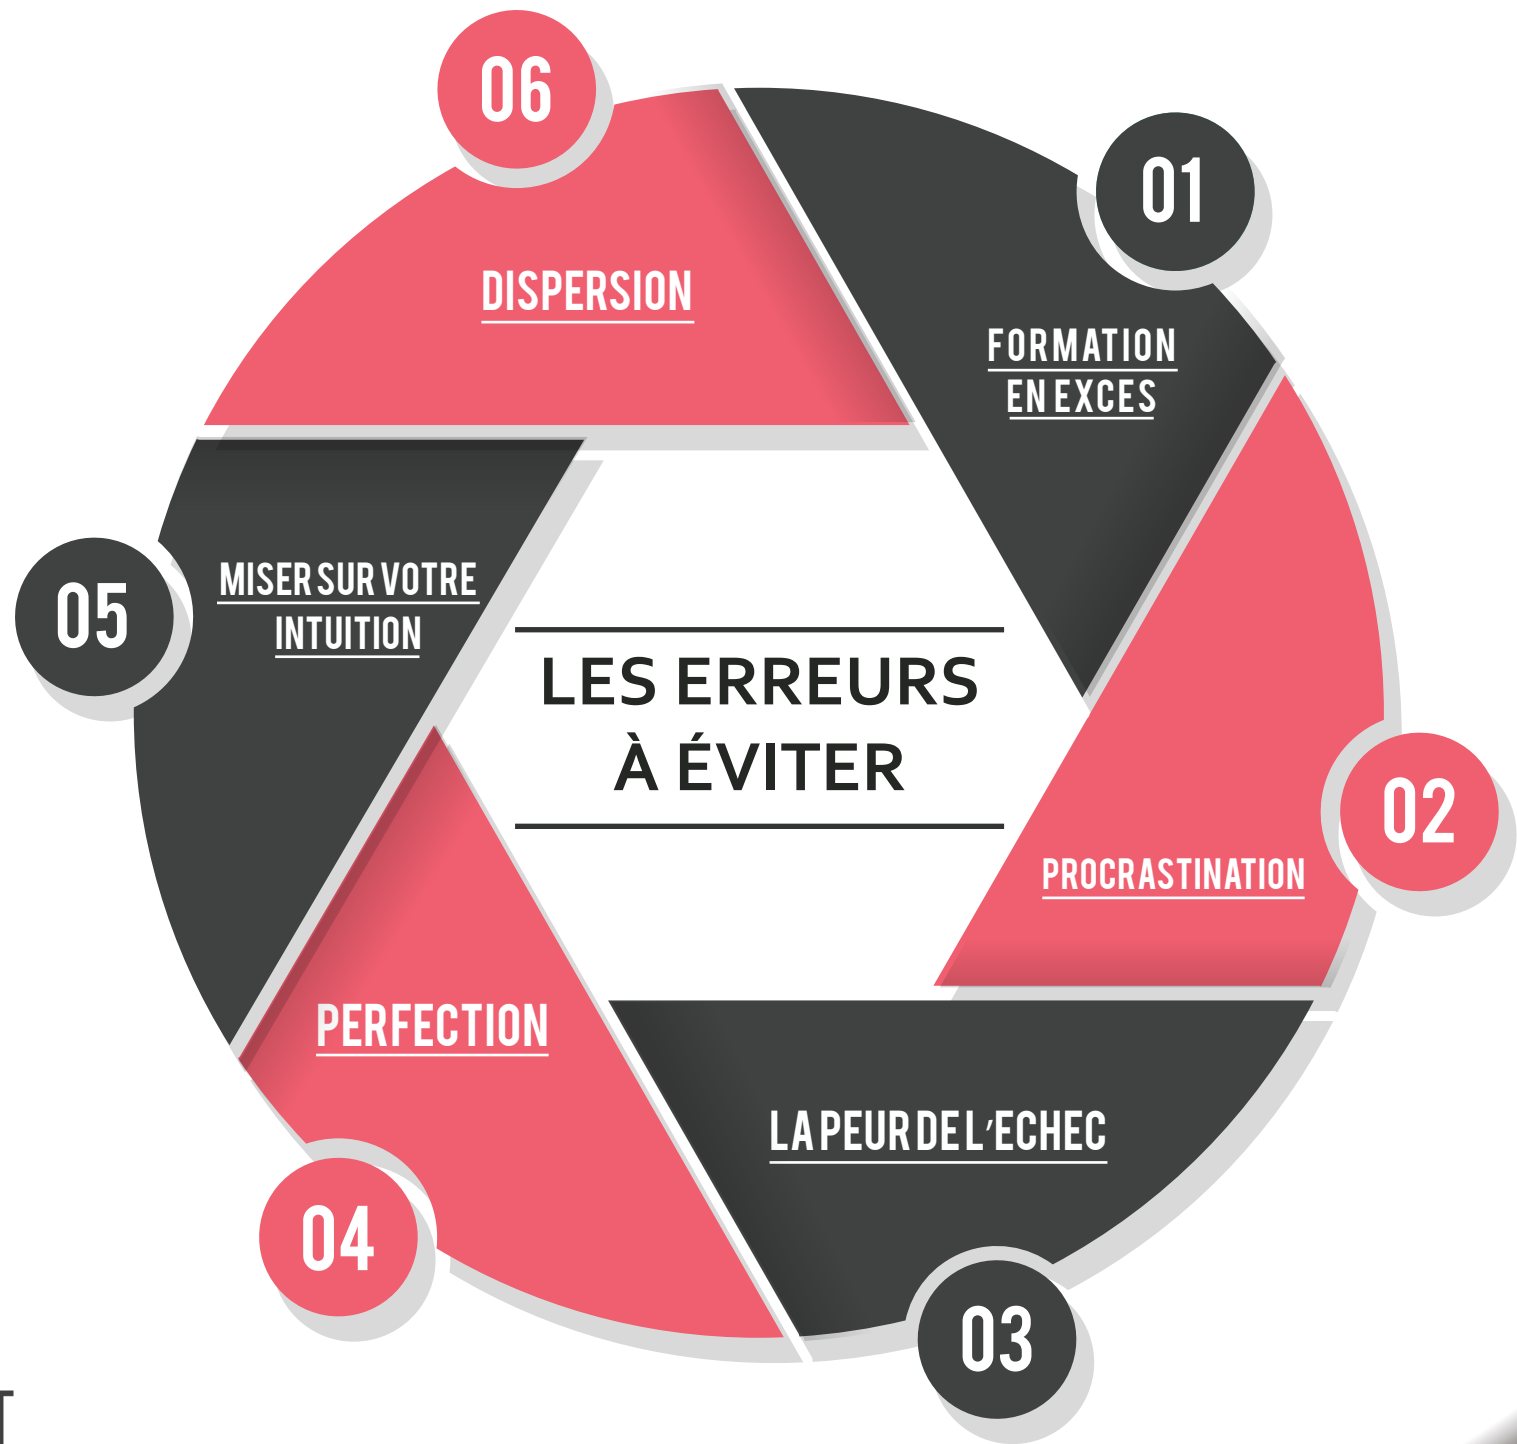 LES ERREURS
À ÉVITER
01
FORMATION
EN EXCES
02
PROCRASTINATION
03
LA PEUR DE L'ECHEC
04
PERFECTION
05
MISER SUR VOTRE
INTUITION
06
DISPERSION
T